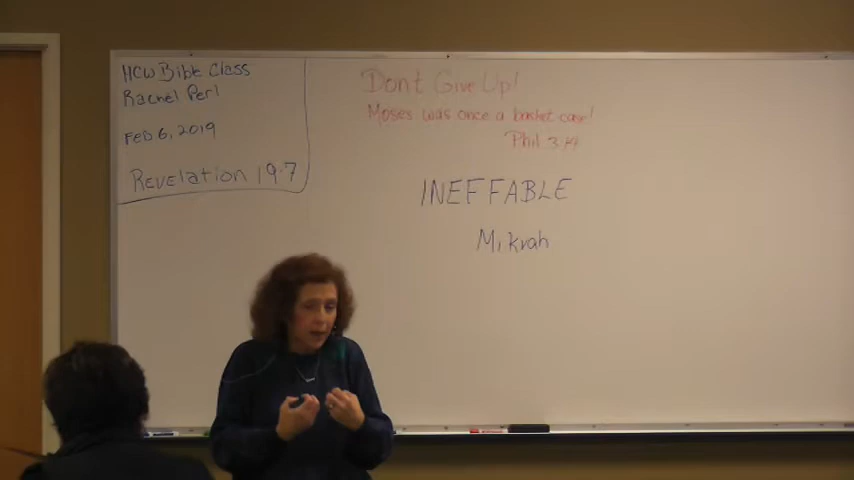 HCW Bible Class
Rachel Perl
Feb 6, 2019
Revelation 19:7
Don't Give Up!
Moses was once a basket case!
Phil 3:14
INEFFABLE
Mikrah